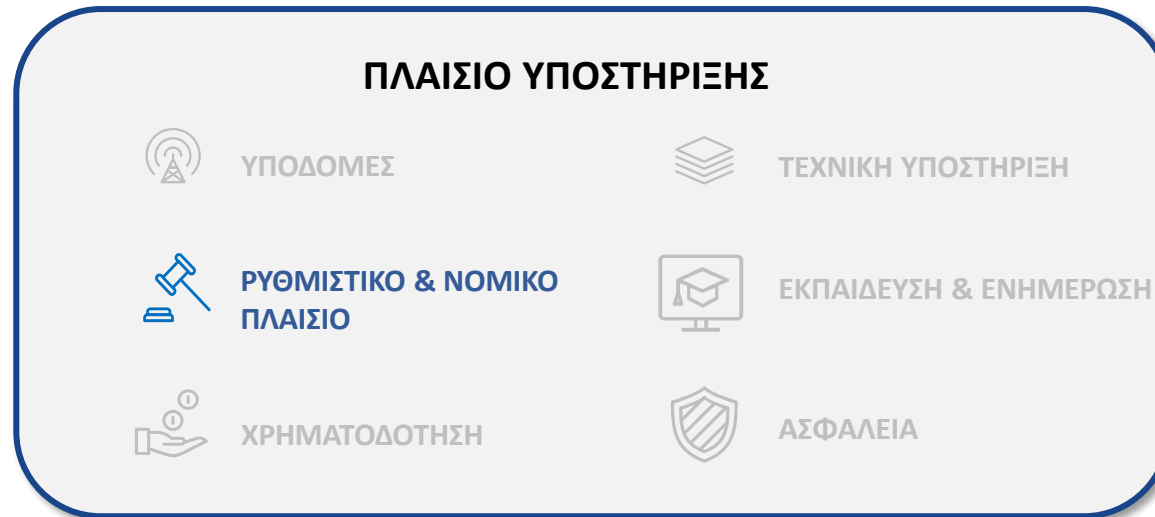 ΠΛΑΙΣΙΟ ΥΠΟΣΤΗΡΙΞΗΣ
ΥΠΟΔΟΜΕΣ
ΤΕΧΝΙΚΗ ΥΠΟΣΤΗΡΙΞΗ
ΡΥΘΜΙΣΤΙΚΟ & ΝΟΜΙΚΟ
ΠΛΑΙΣΙΟ
ΕΚΠΑΙΔΕΥΣΗ & ΕΝΗΜΕΡΩΣΗ
ΧΡΗΜΑΤΟΔΟΤΗΣΗ
ΑΣΦΑΛΕΙΑ